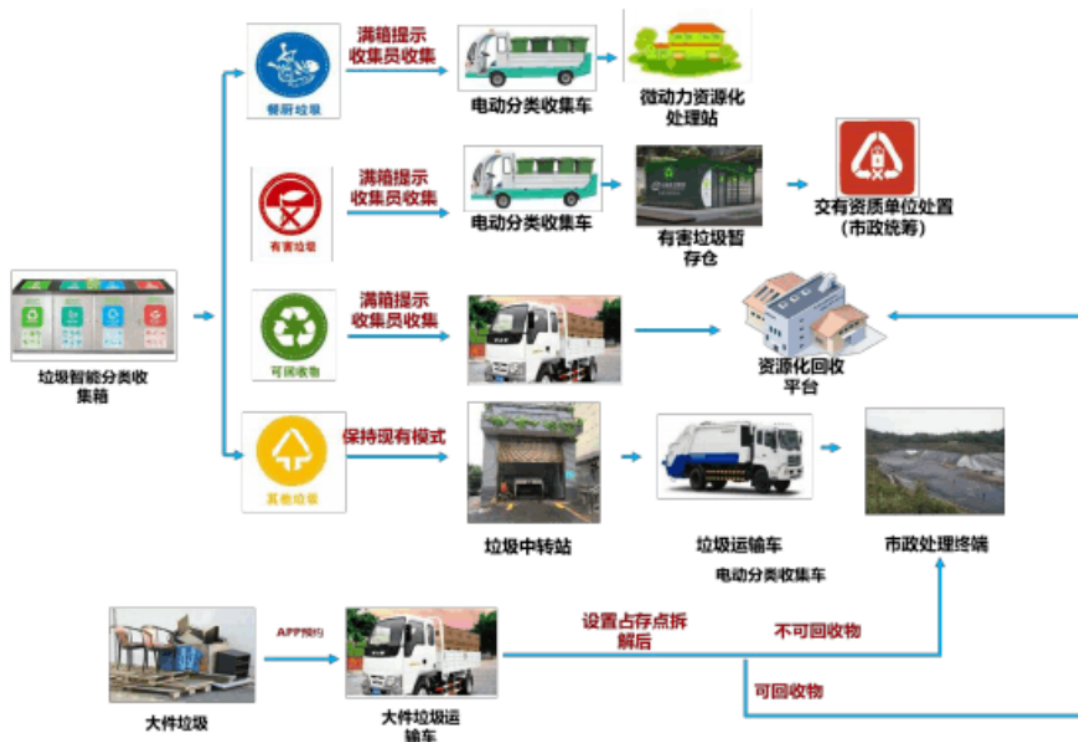 满箱提示
收集员收集
餐厨垃圾
电动分类收集车
微动力资源化
处理站
满箱提示
收集员收集
有害垃圾
电动分类收集车
有害垃圾暂
存仓
交有资质单位处置
(市政统筹)
垃圾智能分类收
集箱
满箱提示
收集员收集
可回收物
资源化回收
平台
保持现有模式
其他垃圾
垃圾中转站
垃圾运输车
市政处理终端
电动分类收集车
大件垃圾
APP预约
大件垃圾运
输车
设置占存点拆
解后
不可回收物
可回收物